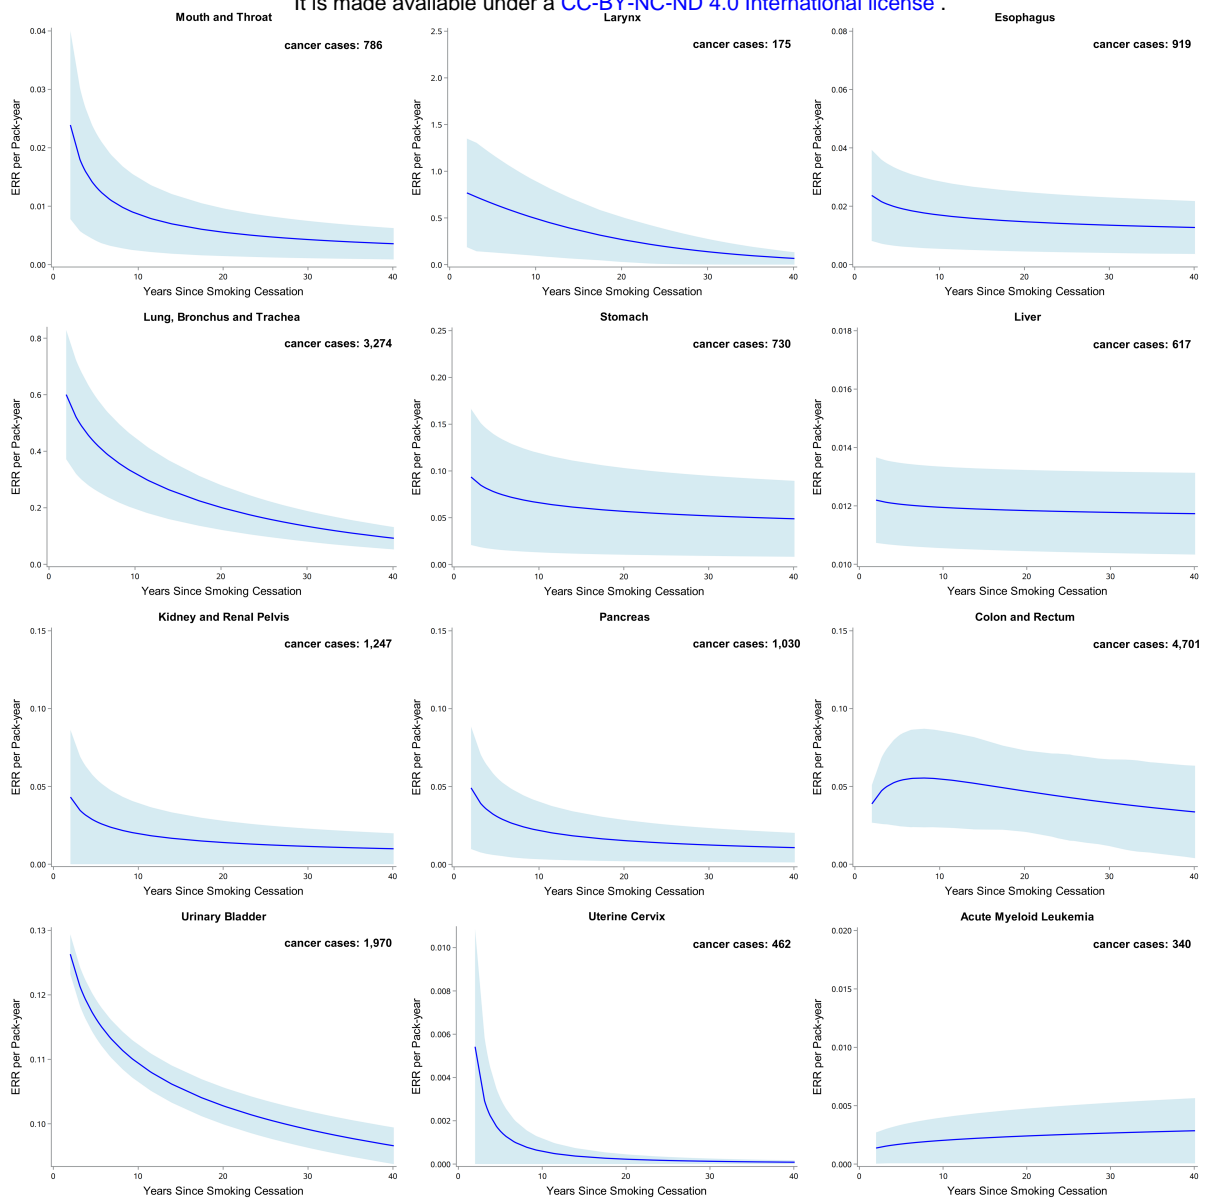 It is made available under a CC-BY-NC-ND 4.0 International license .
Mouth and Throat
cancer cases: 786
ERR per Pack-year
0.04
0.03
0.02
0.01
0.00
0 10 20 30 40
Years Since Smoking Cessation
Larynx
cancer cases: 175
ERR per Pack-year
2.5
2.0
1.5
1.0
0.5
0.0
0 10 20 30 40
Years Since Smoking Cessation
Esophagus
cancer cases: 919
ERR per Pack-year
0.08
0.06
0.04
0.02
0.00
0 10 20 30 40
Years Since Smoking Cessation
Lung, Bronchus and Trachea
cancer cases: 3,274
ERR per Pack-year
0.8
0.6
0.4
0.2
0.0
0 10 20 30 40
Years Since Smoking Cessation
Stomach
cancer cases: 730
ERR per Pack-year
0.25
0.20
0.15
0.10
0.05
0.00
0 10 20 30 40
Years Since Smoking Cessation
Liver
cancer cases: 617
ERR per Pack-year
0.018
0.016
0.014
0.012
0.010
0 10 20 30 40
Years Since Smoking Cessation
Kidney and Renal Pelvis
cancer cases: 1,247
ERR per Pack-year
0.15
0.10
0.05
0.00
0 10 20 30 40
Years Since Smoking Cessation
Pancreas
cancer cases: 1,030
ERR per Pack-year
0.15
0.10
0.05
0.00
0 10 20 30 40
Years Since Smoking Cessation
Colon and Rectum
cancer cases: 4,701
ERR per Pack-year
0.15
0.10
0.05
0.00
0 10 20 30 40
Years Since Smoking Cessation
Urinary Bladder
cancer cases: 1,970
ERR per Pack-year
0.13
0.12
0.11
0.10
0 10 20 30 40
Years Since Smoking Cessation
Uterine Cervix
cancer cases: 462
ERR per Pack-year
0.010
0.008
0.006
0.004
0.002
0.000
0 10 20 30 40
Years Since Smoking Cessation
Acute Myeloid Leukemia
cancer cases: 340
ERR per Pack-year
0.020
0.015
0.010
0.005
0.000
0 10 20 30 40
Years Since Smoking Cessation